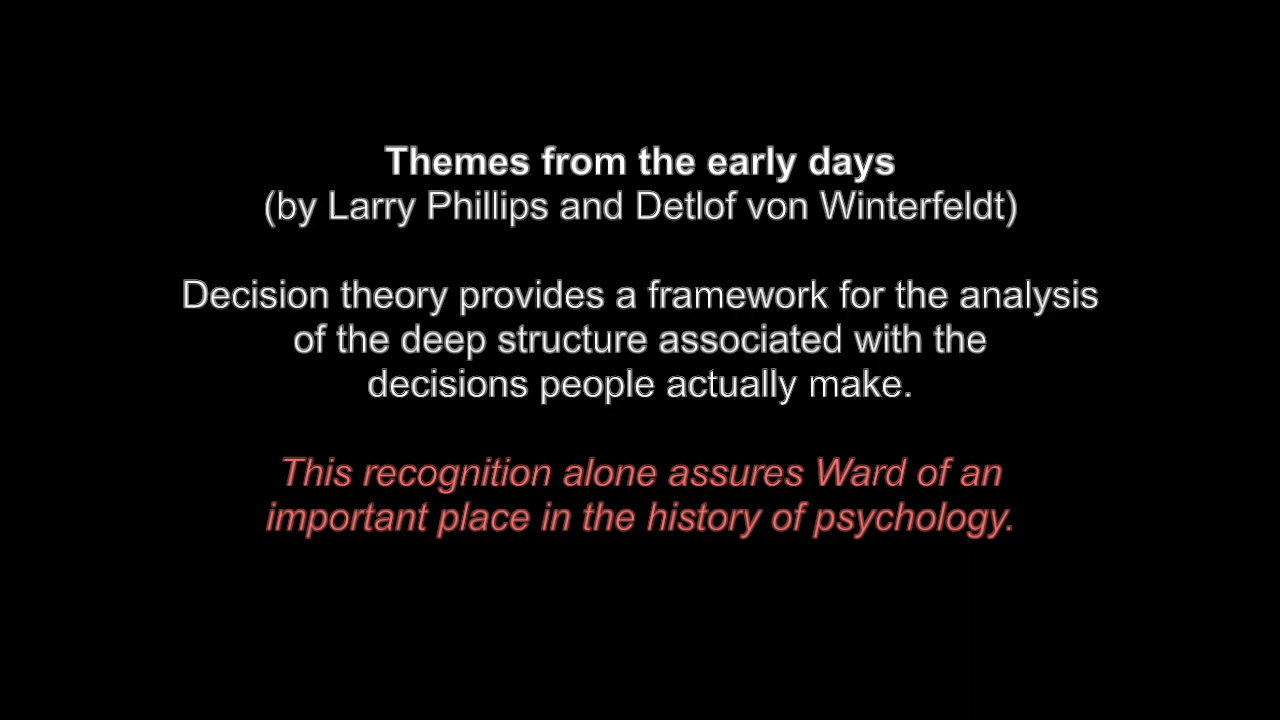 Themes from the early days
(by Larry Phillips and Detlof von Winterfeldt)
Decision theory provides a framework for the analysis
of the deep structure associated with the
decisions people actually make.
This recognition alone assures Ward of an
important place in the history of psychology.